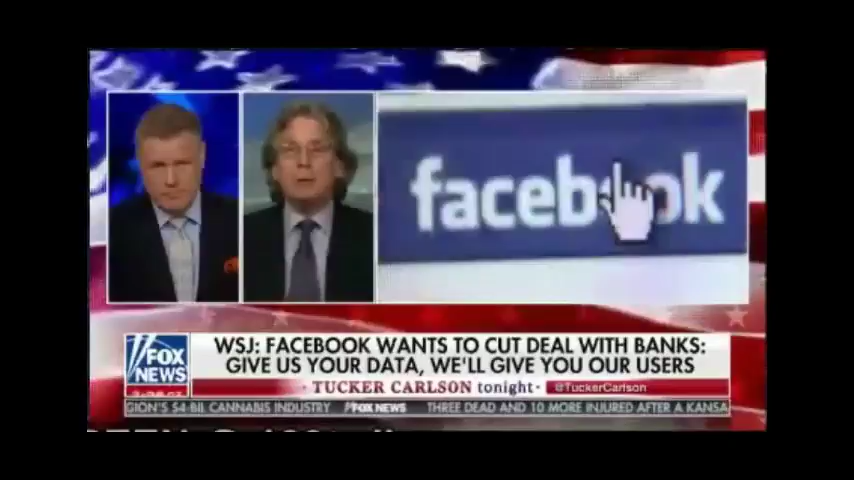 facebook
WSJ: FACEBOOK WANTS TO CUT DEAL WITH BANKS:
GIVE US YOUR DATA, WE'LL GIVE YOU OUR USERS
FOX
NEWS
TUCKER CARLSON tonight
@TuckerCarlson
GION'S $4-BIL CANNABIS INDUSTRY FOX NEWS THREE DEAD AND 10 MORE INJURED AFTER A KANSA